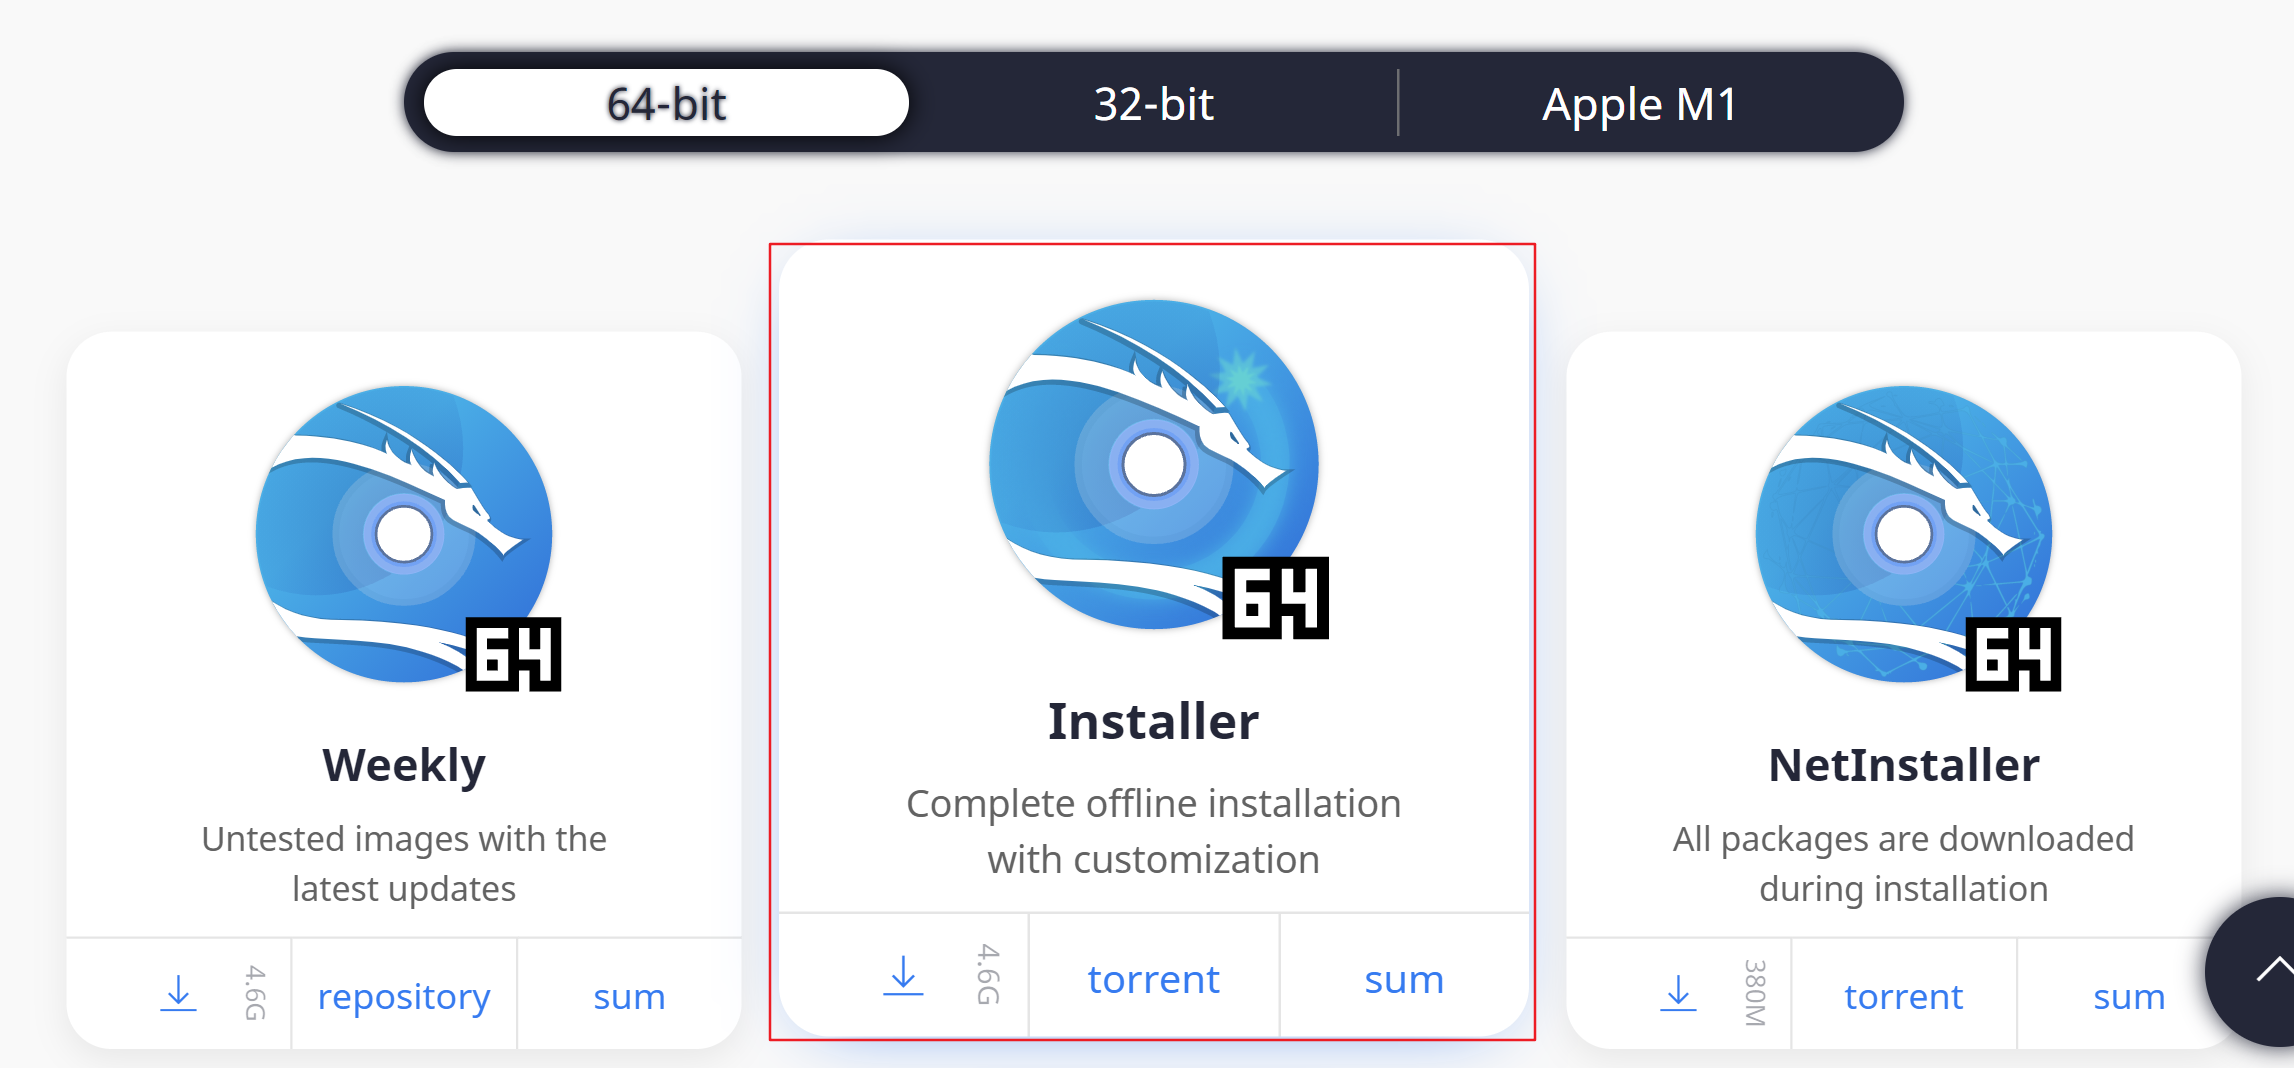 64-bit
32-bit
Apple M1
64
Weekly
Untested images with the
latest updates
4.6G
repository
sum
64
Installer
Complete offline installation
with customization
4.6G
torrent
sum
64
NetInstaller
All packages are downloaded
during installation
380M
torrent
sum